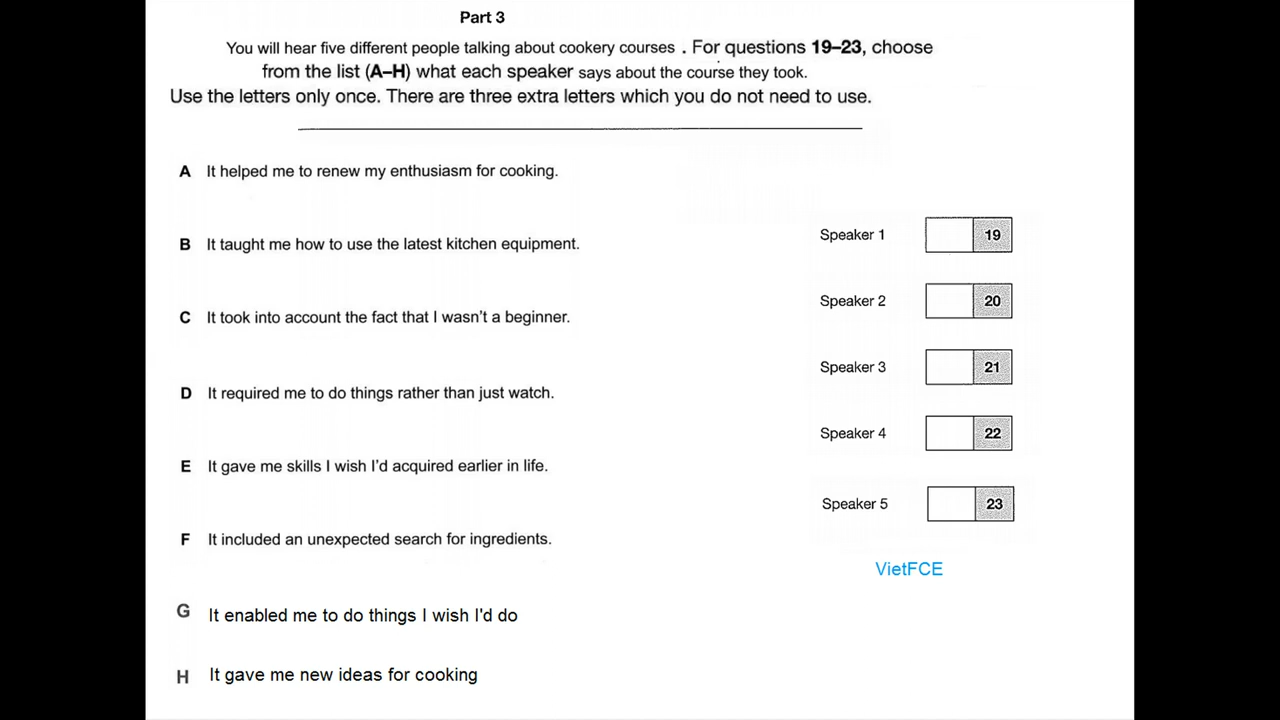 Part 3
You will hear five different people talking about cookery courses . For questions 19–23, choose
from the list (A–H) what each speaker says about the course they took.
Use the letters only once. There are three extra letters which you do not need to use.
A It helped me to renew my enthusiasm for cooking.
B It taught me how to use the latest kitchen equipment.
C It took into account the fact that I wasn't a beginner.
D It required me to do things rather than just watch.
E It gave me skills I wish I'd acquired earlier in life.
F It included an unexpected search for ingredients.
G It enabled me to do things I wish I'd do
H It gave me new ideas for cooking
Speaker 1 19
Speaker 2 20
Speaker 3 21
Speaker 4 22
Speaker 5 23
VietFCE